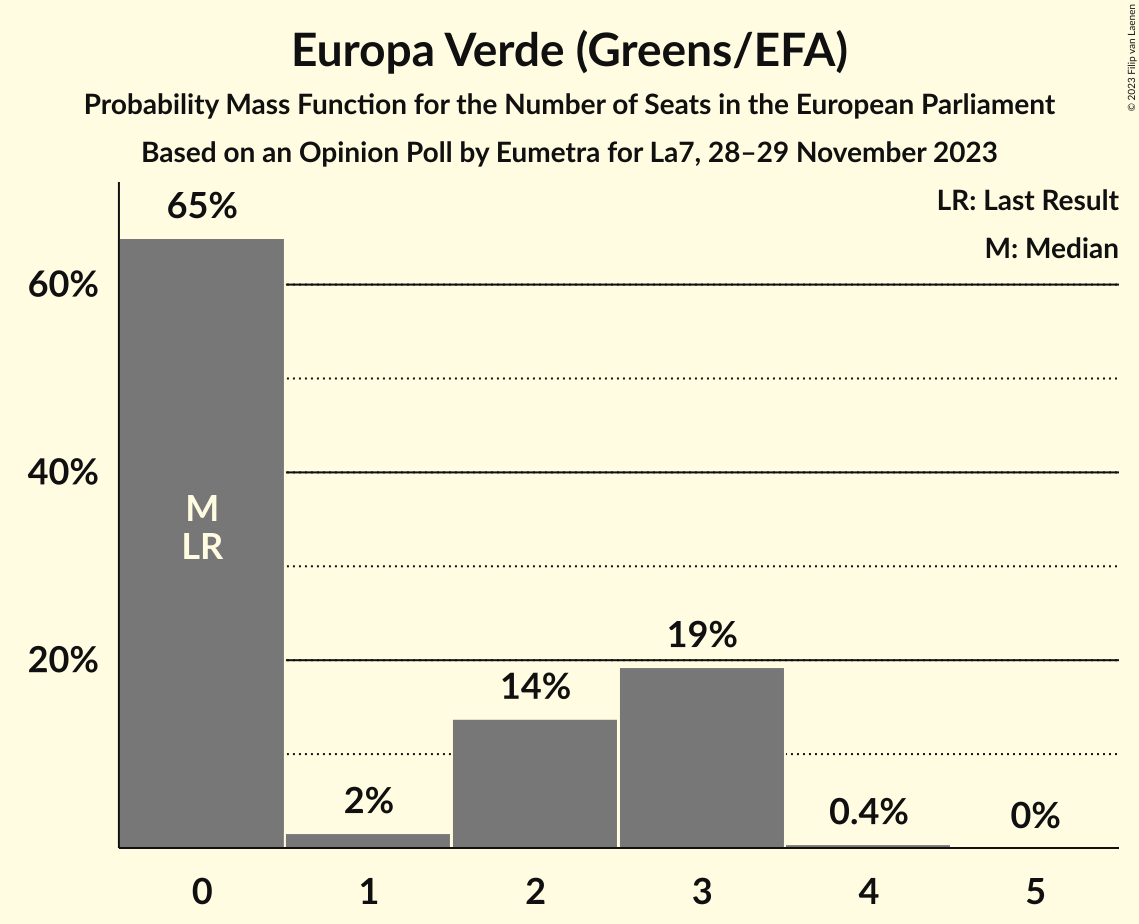 Europa Verde (Greens/EFA)
Probability Mass Function for the Number of Seats in the European Parliament
Based on an Opinion Poll by Eumetra for La7, 28–29 November 2023
© 2023 Filip van Laenen
LR: Last Result
M: Median
65%
60%
40%
M
LR
20%
19%
14%
2%
0.4%
0%
0
1
2
3
4
5